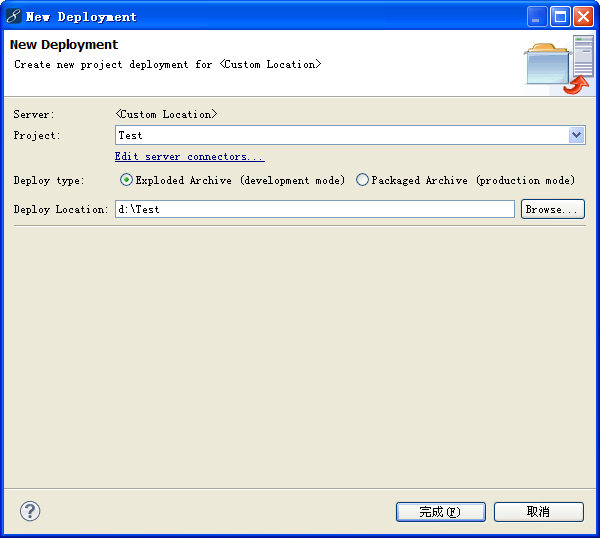 New Deployment
New Deployment
Create new project deployment for <Custom Location>
Server: <Custom Location>
Project: Test
Edit server connectors...
Deploy type: Exploded Archive (development mode) Packaged Archive (production mode)
Deploy Location: d:\Test Browse...
? 完成(F) 取消